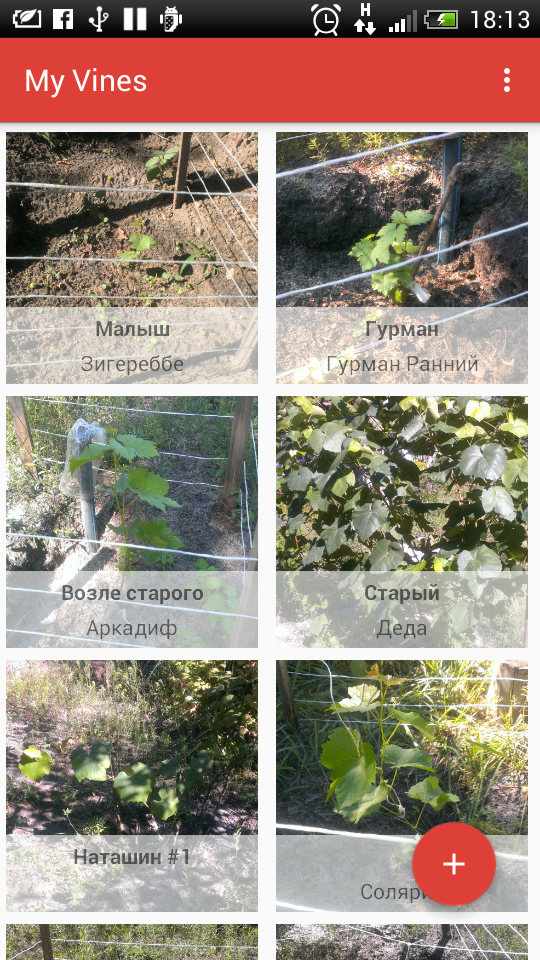 18:13
My Vines
Малыш
Зигереббе
Гурман
Гурман Ранний
Возле старого
Аркадиф
Старый
Деда
Наташин #1